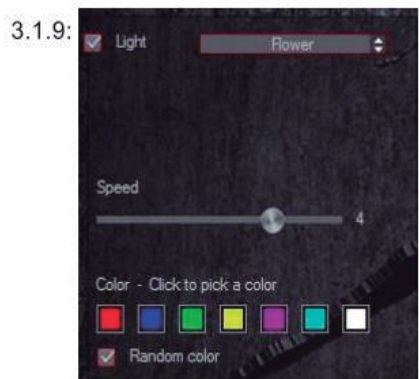 3.1.9:
Light Flower
Speed
4
Color - Click to pick a color
Random color